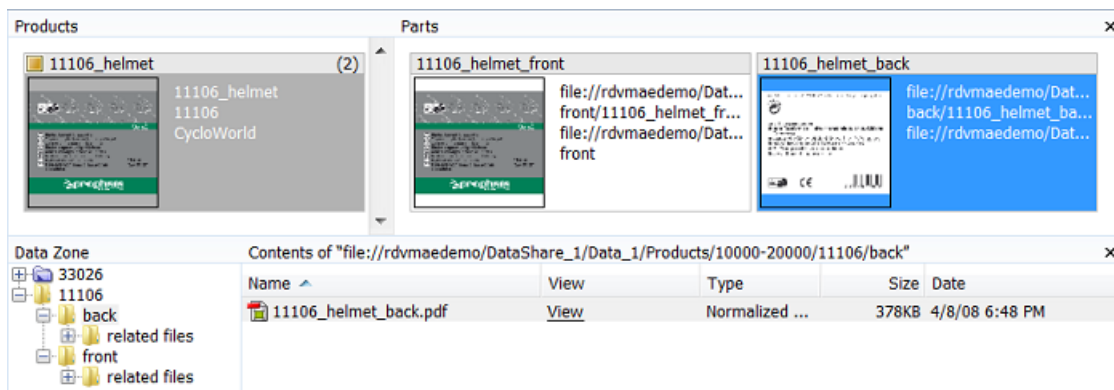 Products
11106_helmet (2)
11106_helmet
11106
CycloWorld
Parts
11106_helmet_front
file://rdvmaedemo/Dat...
front/11106_helmet_fr...
file://rdvmaedemo/Dat...
front
11106_helmet_back
file://rdvmaedemo/Dat...
back/11106_helmet_ba...
file://rdvmaedemo/Dat...
Data Zone
33026
11106
back
related files
front
related files
Contents of "file://rdvmaedemo/DataShare_1/Data_1/Products/10000-20000/11106/back"
Name View Type Size Date
11106_helmet_back.pdf View Normalized ... 378KB 4/8/08 6:48 PM